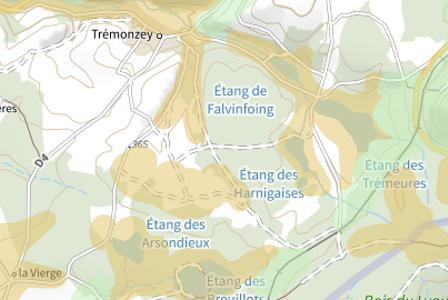 Trémonzey
Étang de
Falvinfoing
365
D4
Étang des
Harnigaises
Étang des
Trémeures
Étang des
Arsondieux
la Vierge
Étang des
Brouillots